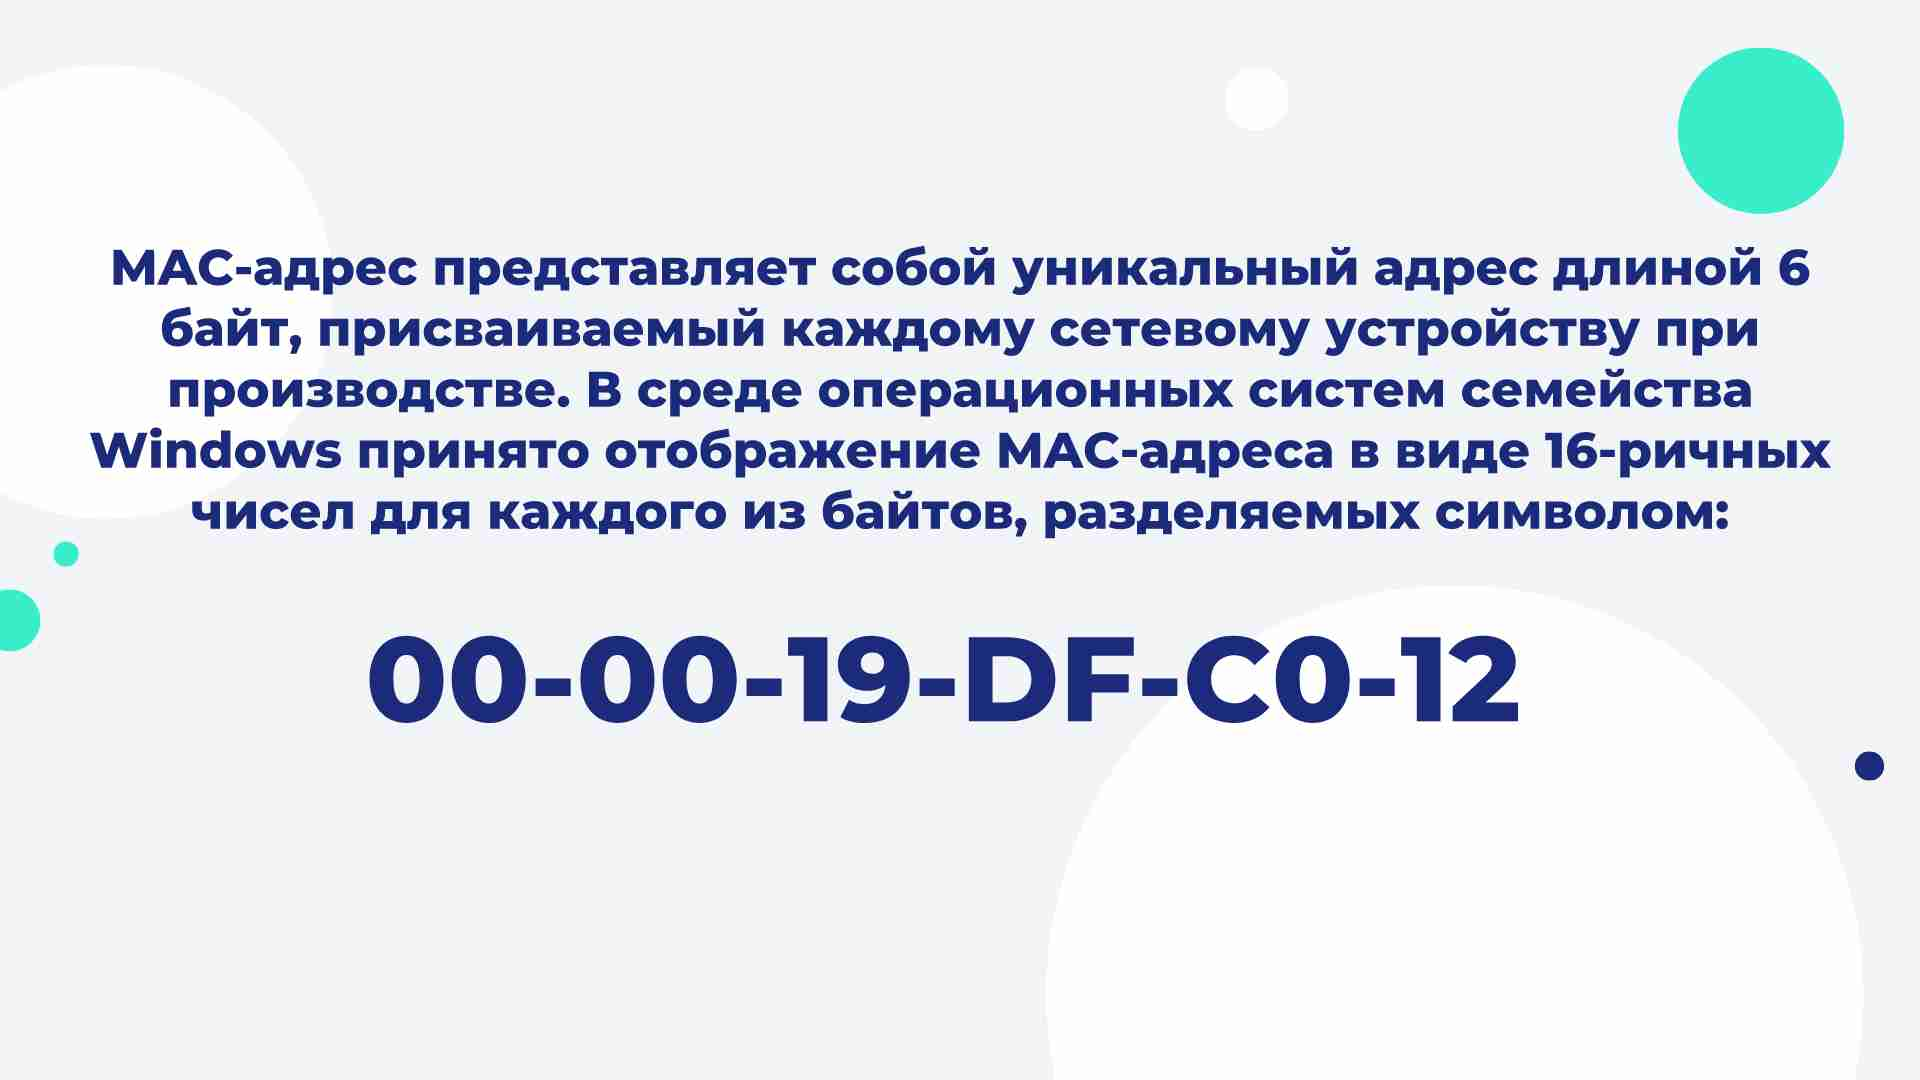 MAC-адрес представляет собой уникальный адрес длиной 6
байт, присваиваемый каждому сетевому устройству при
производстве. В среде операционных систем семейства
Windows принято отображение MAC-адреса в виде 16-ричных
чисел для каждого из байтов, разделяемых символом:
00-00-19-DF-C0-12